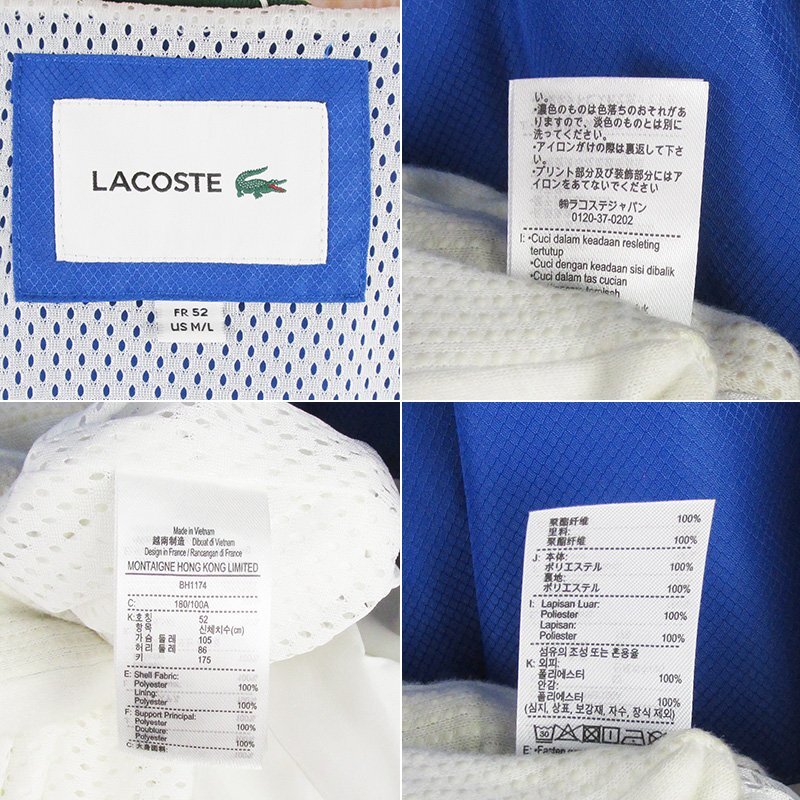 LACOSTE
FR 52
US M/L
い。
•濃色のものは色落ちのおそれがあ
りますので、淡色のものとは別に
洗ってください。
•アイロンがけの際は裏返して下さ
い。
•プリント部分及び装飾部分にはア
イロンをあてないでください。
㈱ラコステジャパン
0120-37-0202
I: •Cuci dalam keadaan resleting
tertutup
•Cuci dengan keadaan sisi dibalik
•Cuci dalam tas cucian
terpisah
Made in Vietnam
越南制造 Dibuat di Vietnam
Design in France / Rancangan di France
MONTAIGNE HONG KONG LIMITED
BH1174
C: 180/100A
K:호칭 52
항목 신체치수(㎝)
가슴 둘레 105
허리 둘레 86
키 175
E: Shell Fabric:
Polyester 100%
Lining:
Polyester 100%
F: Support Principal:
Polyester 100%
Doublure:
Polyester 100%
C: 大身面料
聚酯纤维 100%
里料:
聚酯纤维 100%
J: 本体:
ポリエステル 100%
裏地:
ポリエステル 100%
I: Lapisan Luar:
Poliester 100%
Lapisan:
Poliester 100%
섬유의 조성 또는 혼용율
K: 외피:
폴리에스터 100%
안감:
폴리에스터 100%
(심지, 상표, 보강재, 자수, 장식 제외)
30
E: •Fasten